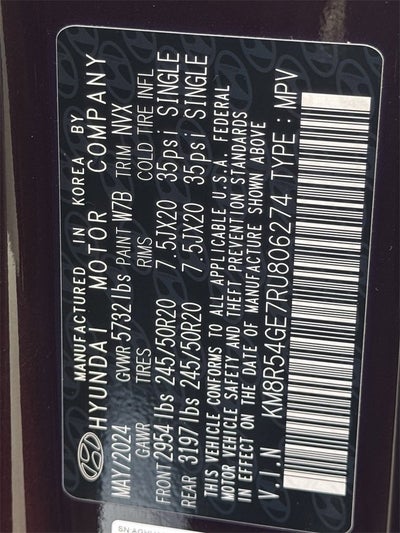 MANUFACTURED IN KOREA BY
HYUNDAI MOTOR COMPANY
MAY/2024 GVWR 5732 lbs PAINT W7B TRIM NVX
GAWR TIRES RIMS COLD TIRE INFL
FRONT 2954 lbs 245/50R20 7.5JX20 35psi SINGLE
REAR 3197 lbs 245/50R20 7.5JX20 35psi SINGLE
THIS VEHICLE CONFORMS TO ALL APPLICABLE U.S.A. FEDERAL
MOTOR VEHICLE SAFETY AND THEFT PREVENTION STANDARDS
IN EFFECT ON THE DATE OF MANUFACTURE SHOWN ABOVE
V.I.N KM8R54GE7RU806274 TYPE : MPV